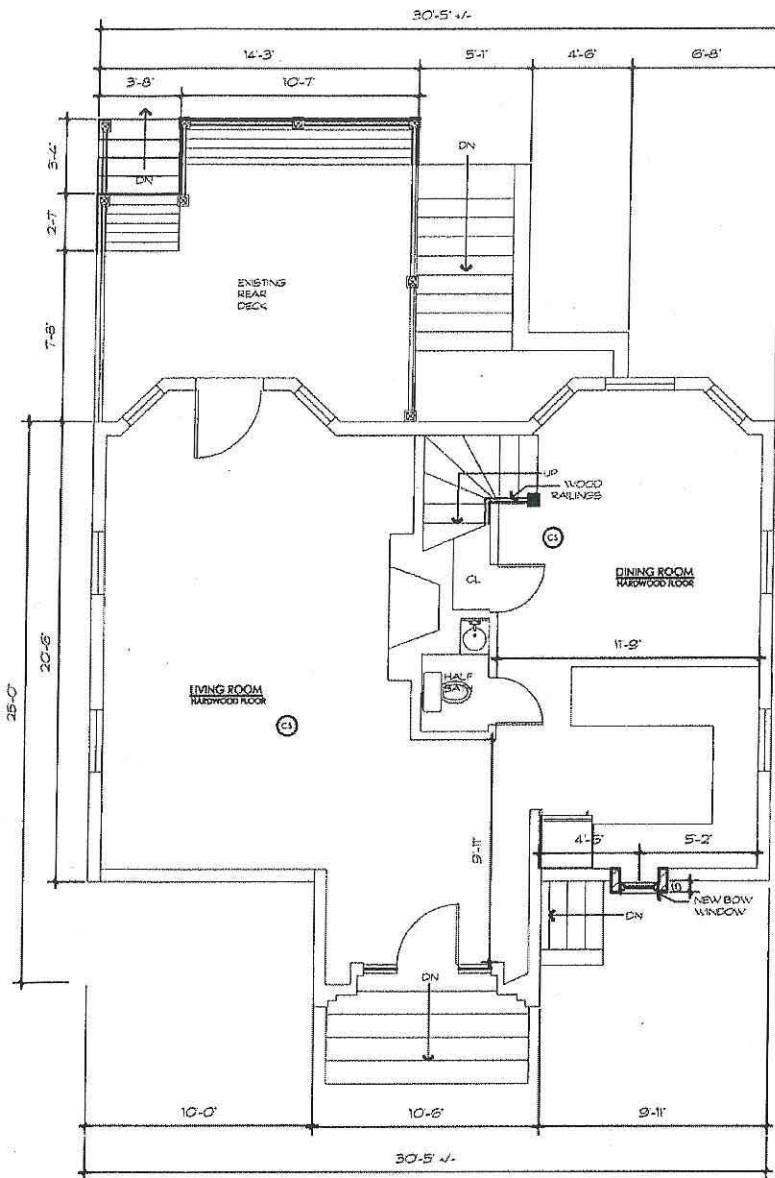 30'-5" +/-
14'-3"
5'-1"
4'-6"
6'-8"
3'-8"
10'-7"
3'-4"
DN
DN
2'-7"
EXISTING
REAR
DECK
7'-8"
UP
WOOD
RAILINGS
CS
CL
DINING ROOM
HARDWOOD FLOOR
11'-9"
20'-6"
25'-0"
HALF
BATH
LIVING ROOM
HARDWOOD FLOOR
CS
9'-11"
5'-2"
NEW BOW
WINDOW
DN
DN
10'-0"
10'-6"
9'-11"
30'-5" +/-